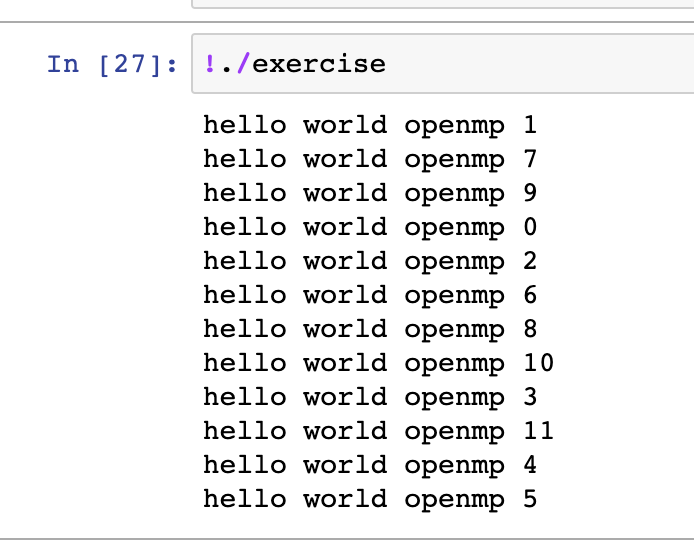 In [27]: !./exercise
hello world openmp 1
hello world openmp 7
hello world openmp 9
hello world openmp 0
hello world openmp 2
hello world openmp 6
hello world openmp 8
hello world openmp 10
hello world openmp 3
hello world openmp 11
hello world openmp 4
hello world openmp 5